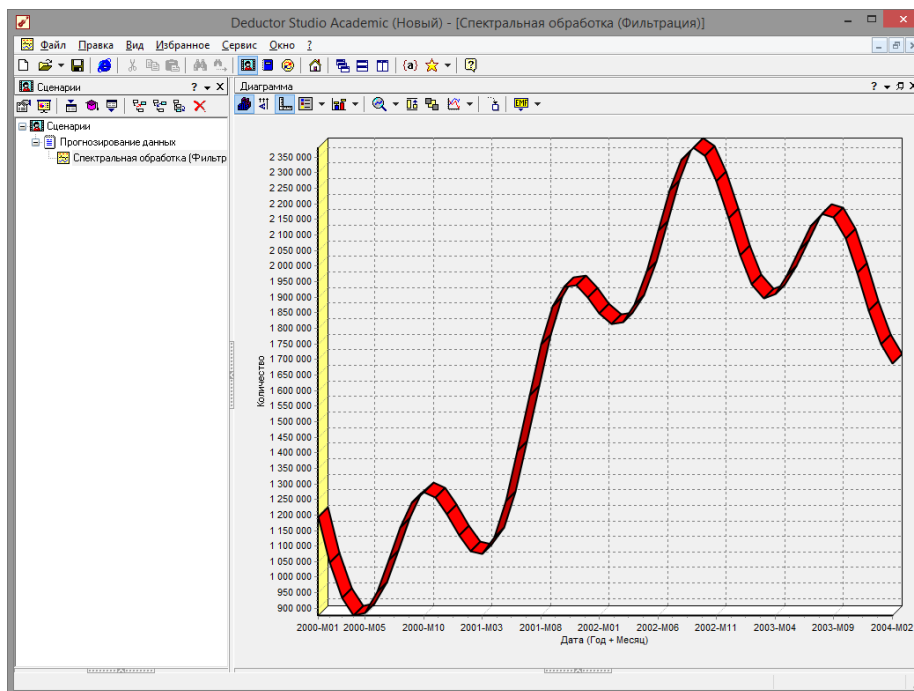 Deductor Studio Academic (Новый) - [Спектральная обработка (Фильтрация)]
Файл Правка Вид Избранное Сервис Окно ?
Сценарии
Диаграмма
Сценарии
Прогнозирование данных
Спектральная обработка (Фильтр
2 350 000
2 300 000
2 250 000
2 200 000
2 150 000
2 100 000
2 050 000
2 000 000
1 950 000
1 900 000
1 850 000
1 800 000
1 750 000
1 700 000
1 650 000
1 600 000
1 550 000
1 500 000
1 450 000
1 400 000
1 350 000
1 300 000
1 250 000
1 200 000
1 150 000
1 100 000
1 050 000
1 000 000
950 000
900 000
Количество
2000-M01 2000-M05 2000-M10 2001-M03 2001-M08 2002-M01 2002-M06 2002-M11 2003-M04 2003-M09 2004-M02
Дата (Год + Месяц)